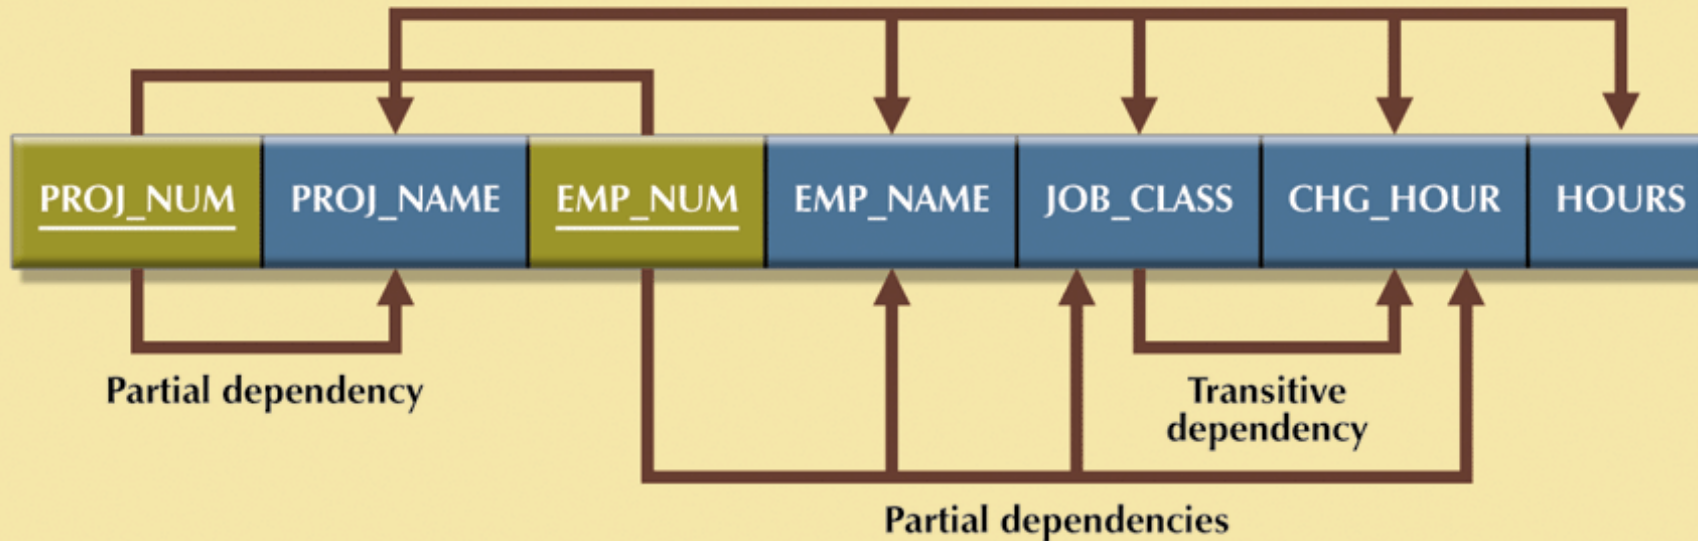 PROJ_NUM PROJ_NAME EMP_NUM EMP_NAME JOB_CLASS CHG_HOUR HOURS
Partial dependency
Transitive
dependency
Partial dependencies